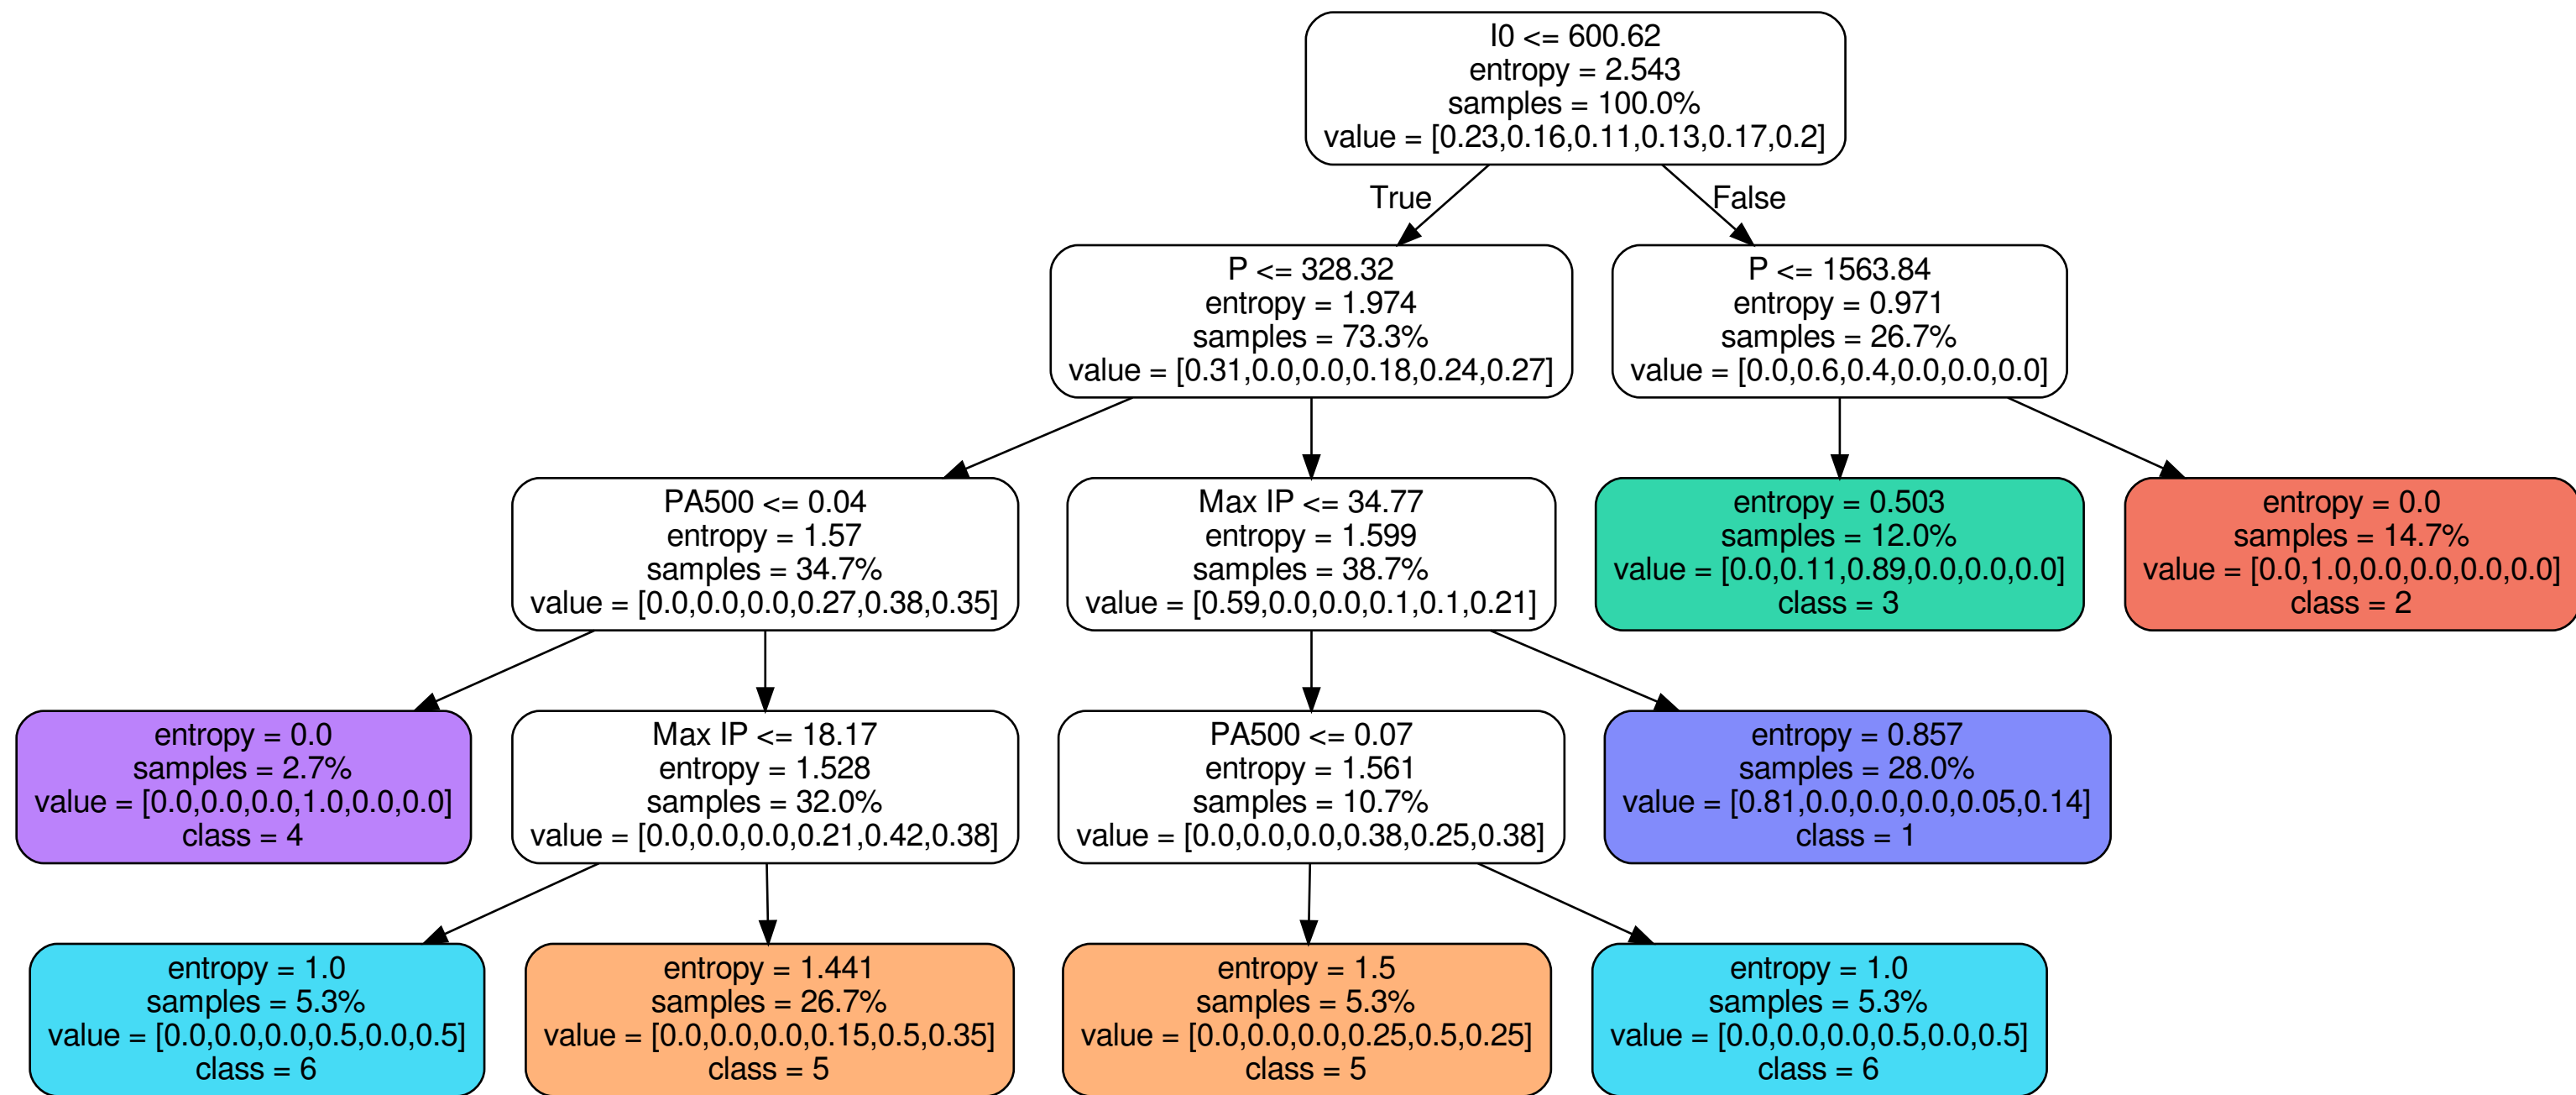 I0 <= 600.62
entropy = 2.543
samples = 100.0%
value = [0.23,0.16,0.11,0.13,0.17,0.2]
True
False
P <= 328.32
entropy = 1.974
samples = 73.3%
value = [0.31,0.0,0.0,0.18,0.24,0.27]
P <= 1563.84
entropy = 0.971
samples = 26.7%
value = [0.0,0.6,0.4,0.0,0.0,0.0]
PA500 <= 0.04
entropy = 1.57
samples = 34.7%
value = [0.0,0.0,0.0,0.27,0.38,0.35]
Max IP <= 34.77
entropy = 1.599
samples = 38.7%
value = [0.59,0.0,0.0,0.1,0.1,0.21]
entropy = 0.503
samples = 12.0%
value = [0.0,0.11,0.89,0.0,0.0,0.0]
class = 3
entropy = 0.0
samples = 14.7%
value = [0.0,1.0,0.0,0.0,0.0,0.0]
class = 2
entropy = 0.0
samples = 2.7%
value = [0.0,0.0,0.0,1.0,0.0,0.0]
class = 4
Max IP <= 18.17
entropy = 1.528
samples = 32.0%
value = [0.0,0.0,0.0,0.21,0.42,0.38]
PA500 <= 0.07
entropy = 1.561
samples = 10.7%
value = [0.0,0.0,0.0,0.38,0.25,0.38]
entropy = 0.857
samples = 28.0%
value = [0.81,0.0,0.0,0.0,0.05,0.14]
class = 1
entropy = 1.0
samples = 5.3%
value = [0.0,0.0,0.0,0.5,0.0,0.5]
class = 6
entropy = 1.441
samples = 26.7%
value = [0.0,0.0,0.0,0.15,0.5,0.35]
class = 5
entropy = 1.5
samples = 5.3%
value = [0.0,0.0,0.0,0.25,0.5,0.25]
class = 5
entropy = 1.0
samples = 5.3%
value = [0.0,0.0,0.0,0.5,0.0,0.5]
class = 6